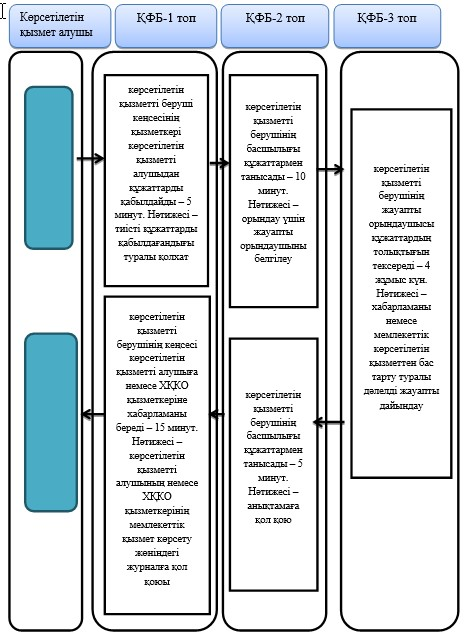 Көрсетілетін
қызмет алушы
ҚФБ-1 топ
ҚФБ-2 топ
ҚФБ-3 топ
көрсетілетін
қызметті беруші
кеңсесінің
қызметкері
көрсетілетін
қызметті
алушыдан
құжаттарды
қабылдайды – 5
минут. Нәтижесі –
тиісті құжаттарды
қабылдағандығы
туралы қолхат
көрсетілетін
қызметті
берушінің
басшылығы
құжаттармен
танысады – 10
минут.
Нәтижесі –
орындау үшін
жауапты
орындаушыны
белгілеу
көрсетілетін
қызметті
берушінің
жауапты
орындаушысы
құжаттардың
толықтығын
тексереді – 4
жұмыс күн.
Нәтижесі –
хабарламаны
немесе
мемлекеттік
көрсетілетін
қызметтен бас
тарту туралы
дәлелді жауапты
дайындау
көрсетілетін
қызметті
берушінің
басшылығы
құжаттармен
танысады – 5
минут.
Нәтижесі –
анықтамаға
қол қою
көрсетілетін
қызметті
берушінің кеңсесі
көрсетілетін
қызметті алушыға
немесе ХҚКО
қызметкеріне
хабарламаны
береді – 15 минут.
Нәтижесі –
көрсетілетін
қызметті
алушының немесе
ХҚКО
қызметкерінің
мемлекеттік
қызмет көрсету
жөніндегі
журналға қол
қоюы